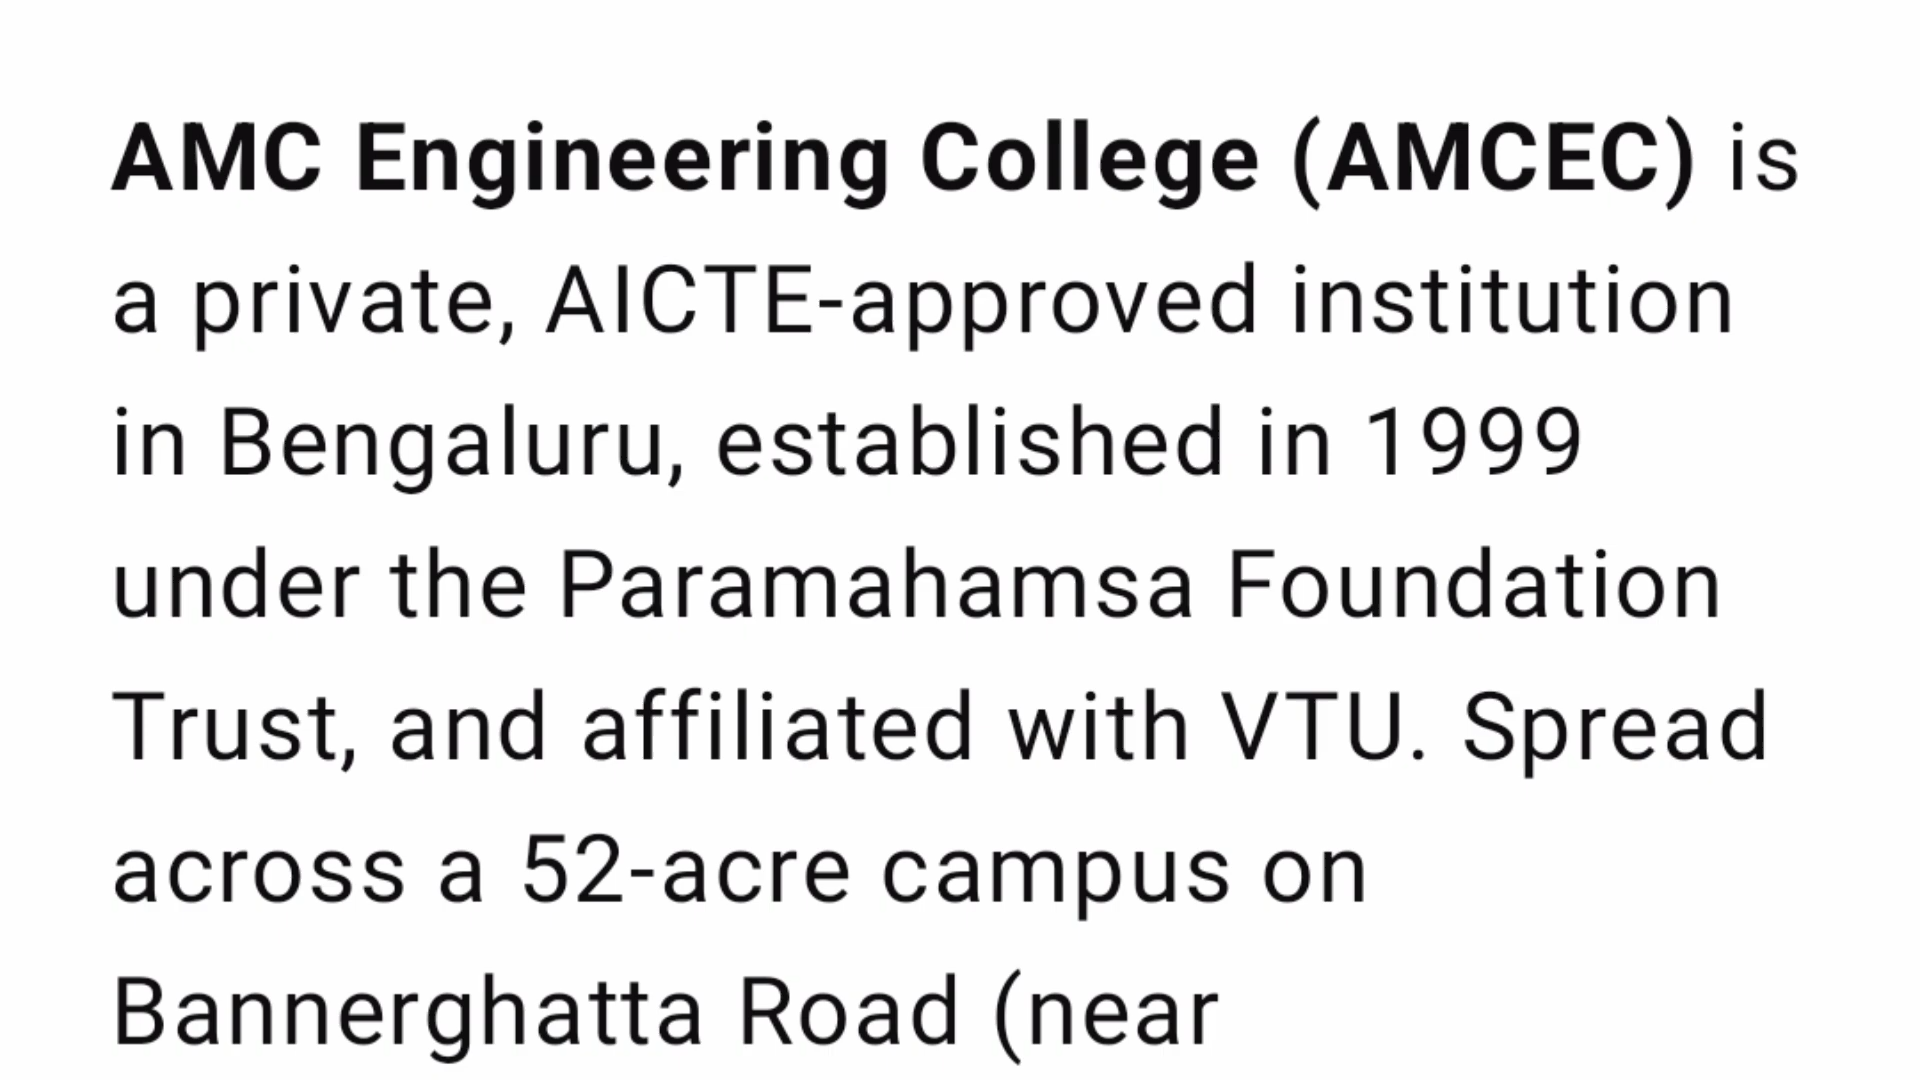 AMC Engineering College (AMCEC) is
a private, AICTE-approved institution
in Bengaluru, established in 1999
under the Paramahamsa Foundation
Trust, and affiliated with VTU. Spread
across a 52-acre campus on
Bannerghatta Road (near